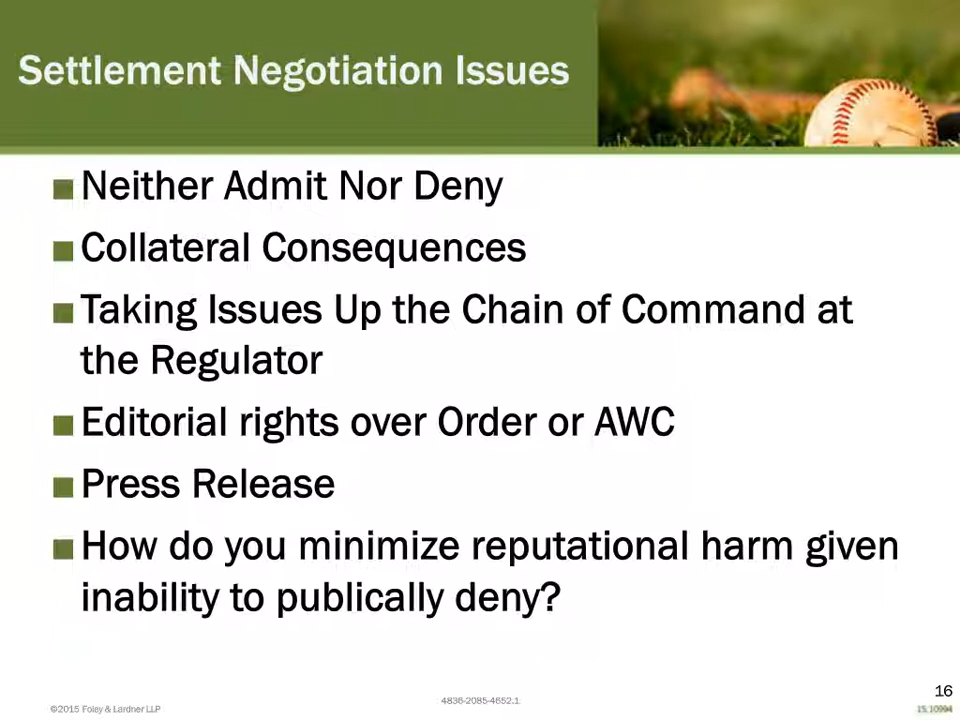 Settlement Negotiation Issues
Neither Admit Nor Deny
Collateral Consequences
Taking Issues Up the Chain of Command at
the Regulator
Editorial rights over Order or AWC
Press Release
How do you minimize reputational harm given
inability to publically deny?
16
©2015 Foley & Lardner LLP
4836-2085-4652.1
15.10994